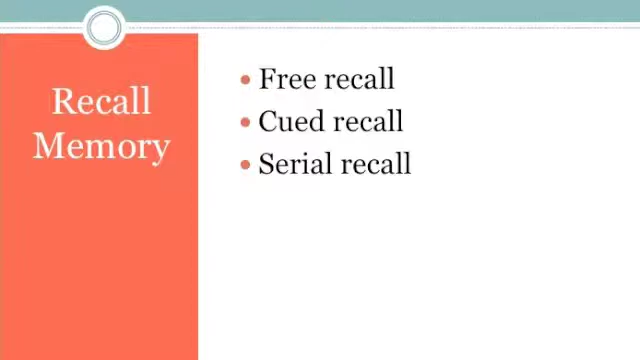 Recall
Memory
Free recall
Cued recall
Serial recall